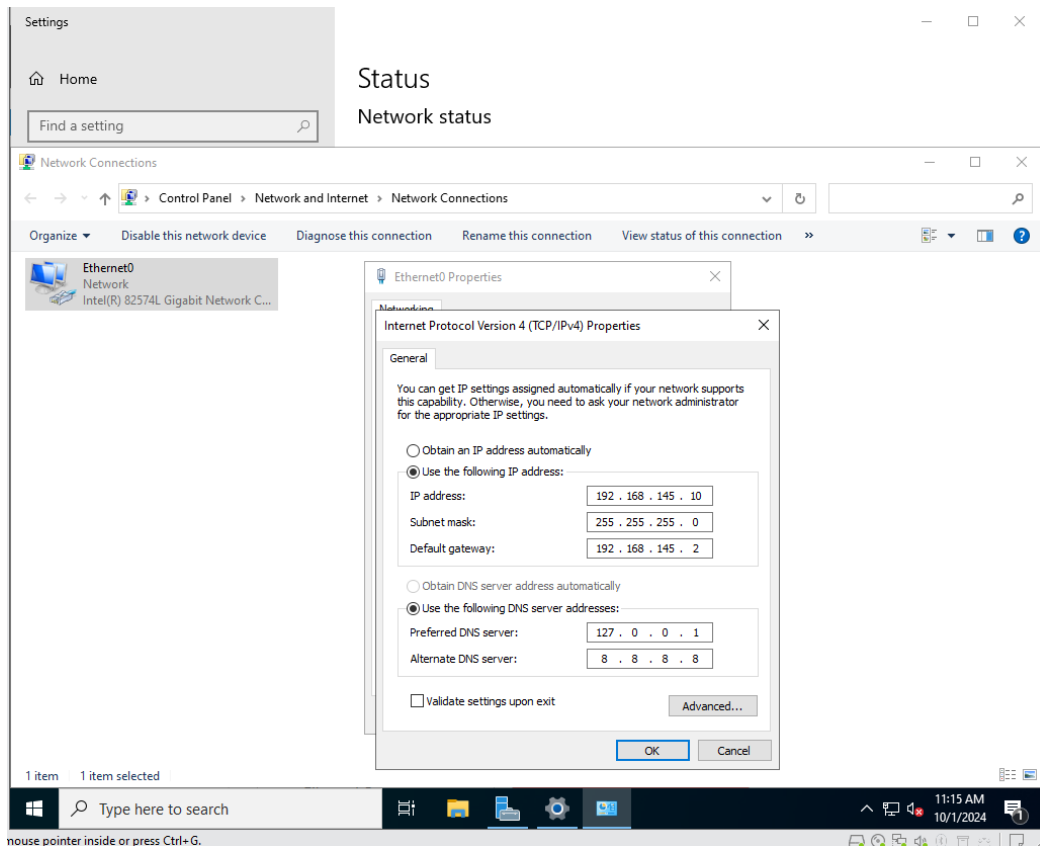 Settings
Home
Find a setting
Status
Network status
Network Connections
Control Panel > Network and Internet > Network Connections
Organize Disable this network device Diagnose this connection Rename this connection View status of this connection »
Ethernet0
Network
Intel(R) 82574L Gigabit Network C...
Ethernet0 Properties
Networking
Internet Protocol Version 4 (TCP/IPv4) Properties
General
You can get IP settings assigned automatically if your network supports
this capability. Otherwise, you need to ask your network administrator
for the appropriate IP settings.
Obtain an IP address automatically
Use the following IP address:
IP address: 192 . 168 . 145 . 10
Subnet mask: 255 . 255 . 255 . 0
Default gateway: 192 . 168 . 145 . 2
Obtain DNS server address automatically
Use the following DNS server addresses:
Preferred DNS server: 127 . 0 . 0 . 1
Alternate DNS server: 8 . 8 . 8 . 8
Validate settings upon exit
Advanced...
OK Cancel
1 item 1 item selected
Type here to search
11:15 AM
10/1/2024
1
mouse pointer inside or press Ctrl+G.